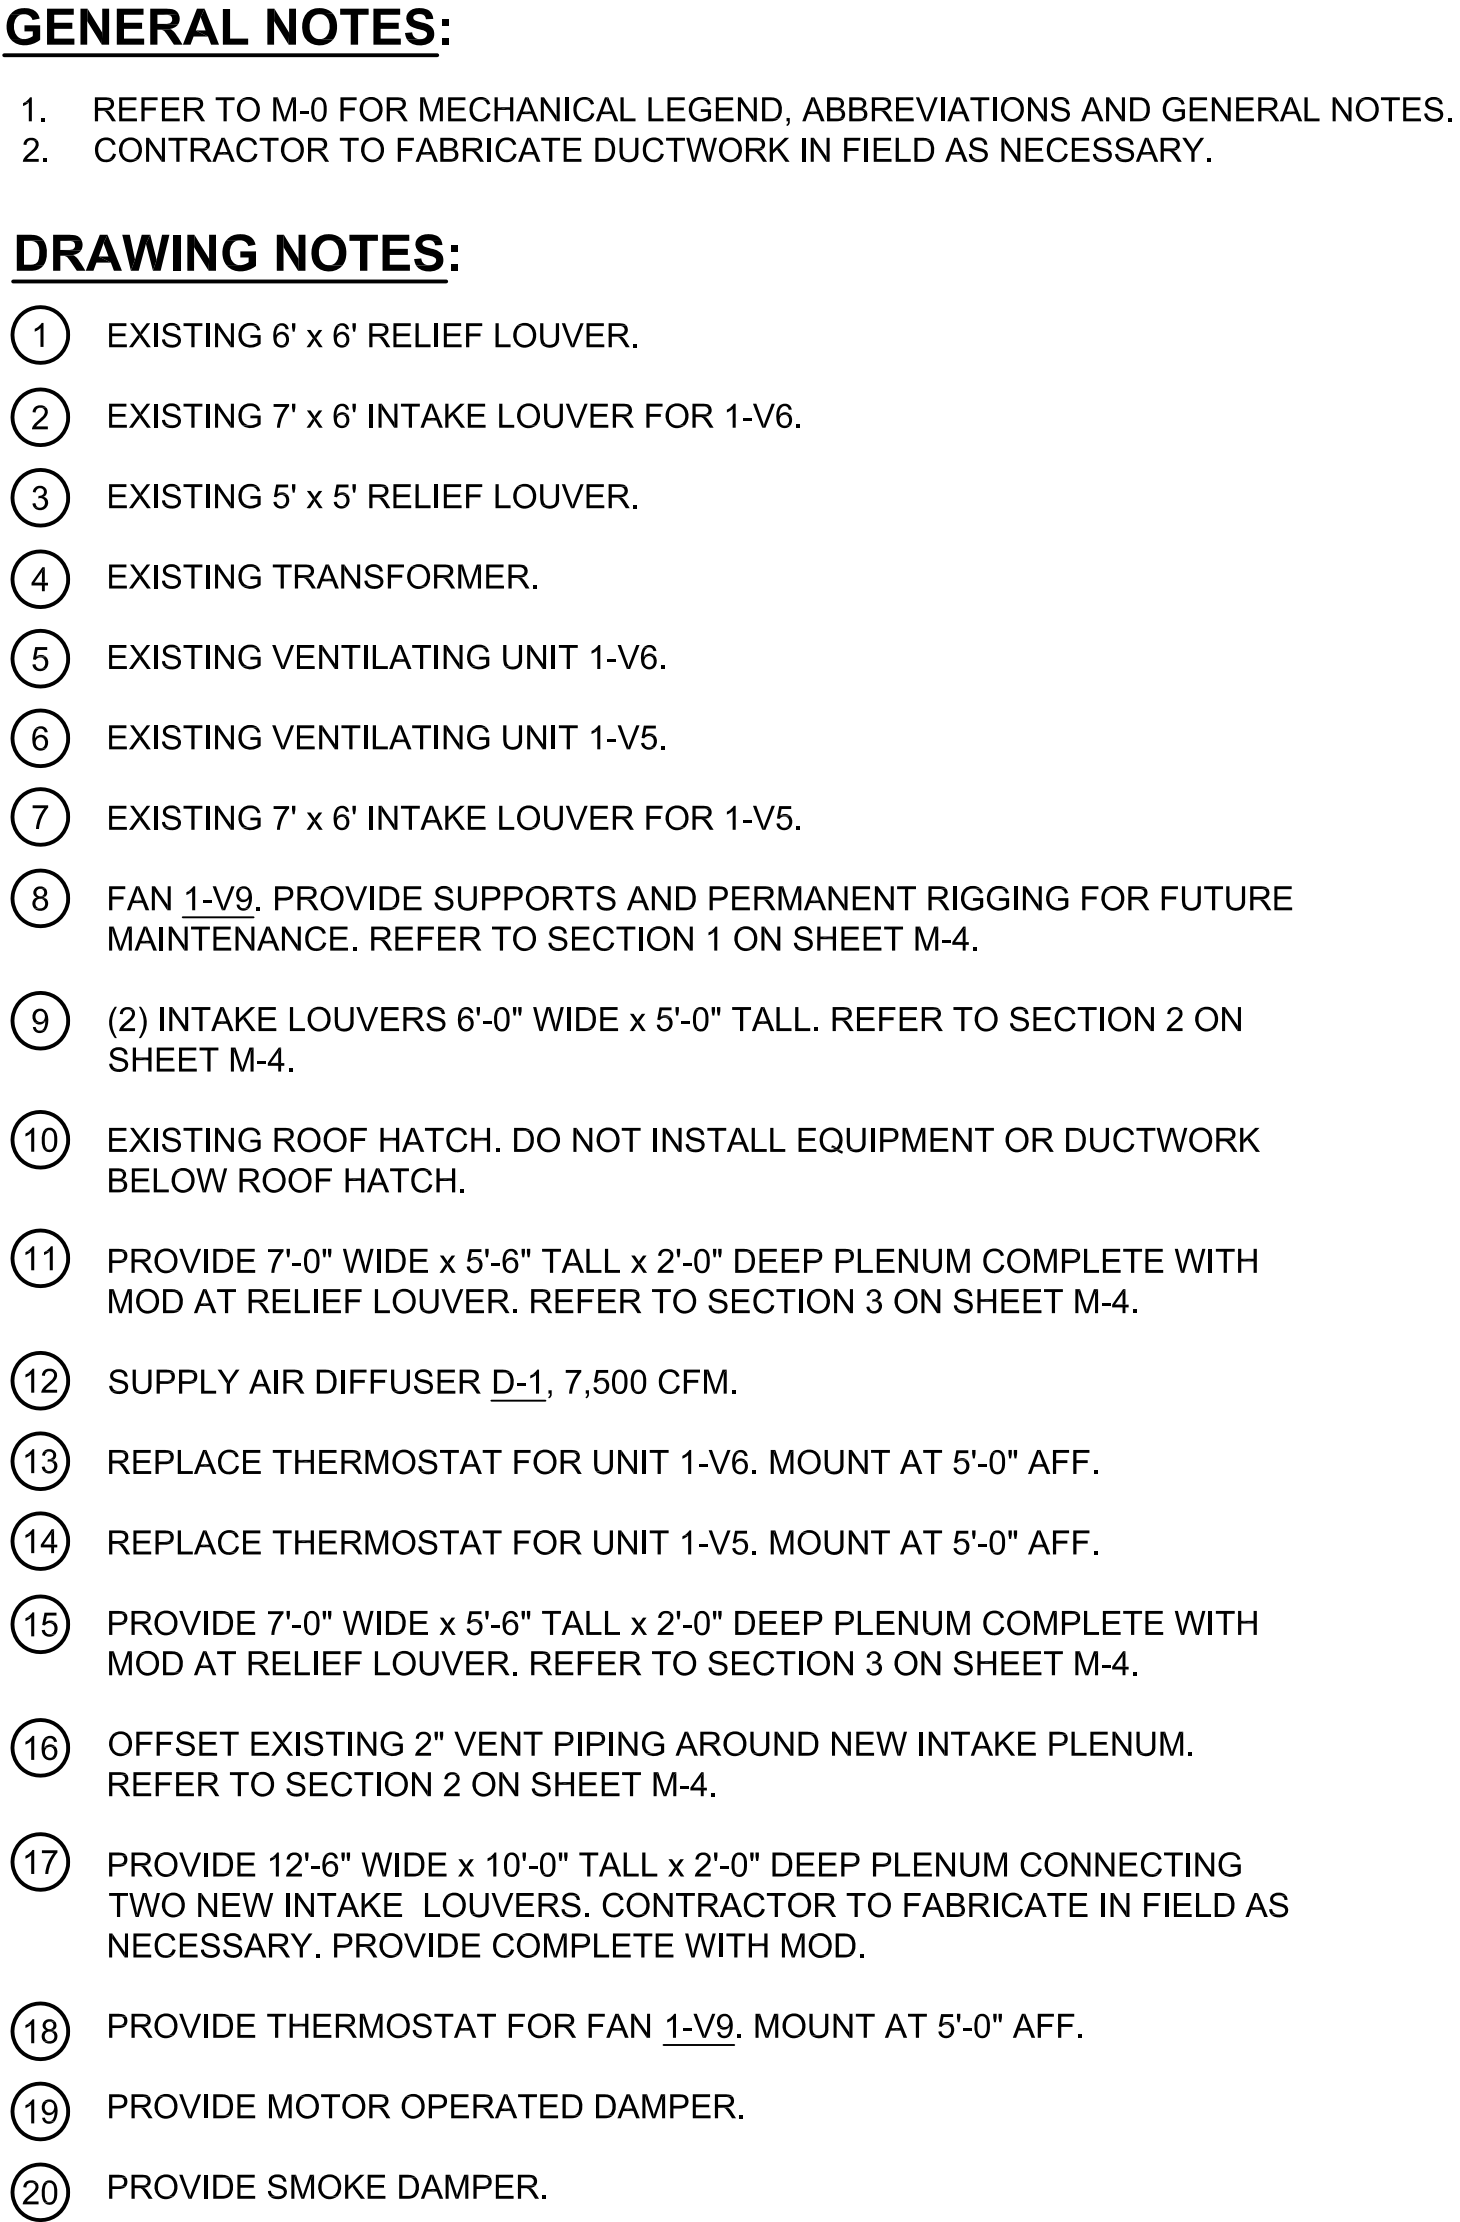 GENERAL NOTES:
1. REFER TO M-0 FOR MECHANICAL LEGEND, ABBREVIATIONS AND GENERAL NOTES.
2. CONTRACTOR TO FABRICATE DUCTWORK IN FIELD AS NECESSARY.
DRAWING NOTES:
1 EXISTING 6' x 6' RELIEF LOUVER.
2 EXISTING 7' x 6' INTAKE LOUVER FOR 1-V6.
3 EXISTING 5' x 5' RELIEF LOUVER.
4 EXISTING TRANSFORMER.
5 EXISTING VENTILATING UNIT 1-V6.
6 EXISTING VENTILATING UNIT 1-V5.
7 EXISTING 7' x 6' INTAKE LOUVER FOR 1-V5.
8 FAN 1-V9. PROVIDE SUPPORTS AND PERMANENT RIGGING FOR FUTURE
MAINTENANCE. REFER TO SECTION 1 ON SHEET M-4.
9 (2) INTAKE LOUVERS 6'-0" WIDE x 5'-0" TALL. REFER TO SECTION 2 ON
SHEET M-4.
10 EXISTING ROOF HATCH. DO NOT INSTALL EQUIPMENT OR DUCTWORK
BELOW ROOF HATCH.
11 PROVIDE 7'-0" WIDE x 5'-6" TALL x 2'-0" DEEP PLENUM COMPLETE WITH
MOD AT RELIEF LOUVER. REFER TO SECTION 3 ON SHEET M-4.
12 SUPPLY AIR DIFFUSER D-1, 7,500 CFM.
13 REPLACE THERMOSTAT FOR UNIT 1-V6. MOUNT AT 5'-0" AFF.
14 REPLACE THERMOSTAT FOR UNIT 1-V5. MOUNT AT 5'-0" AFF.
15 PROVIDE 7'-0" WIDE x 5'-6" TALL x 2'-0" DEEP PLENUM COMPLETE WITH
MOD AT RELIEF LOUVER. REFER TO SECTION 3 ON SHEET M-4.
16 OFFSET EXISTING 2" VENT PIPING AROUND NEW INTAKE PLENUM.
REFER TO SECTION 2 ON SHEET M-4.
17 PROVIDE 12'-6" WIDE x 10'-0" TALL x 2'-0" DEEP PLENUM CONNECTING
TWO NEW INTAKE LOUVERS. CONTRACTOR TO FABRICATE IN FIELD AS
NECESSARY. PROVIDE COMPLETE WITH MOD.
18 PROVIDE THERMOSTAT FOR FAN 1-V9. MOUNT AT 5'-0" AFF.
19 PROVIDE MOTOR OPERATED DAMPER.
20 PROVIDE SMOKE DAMPER.